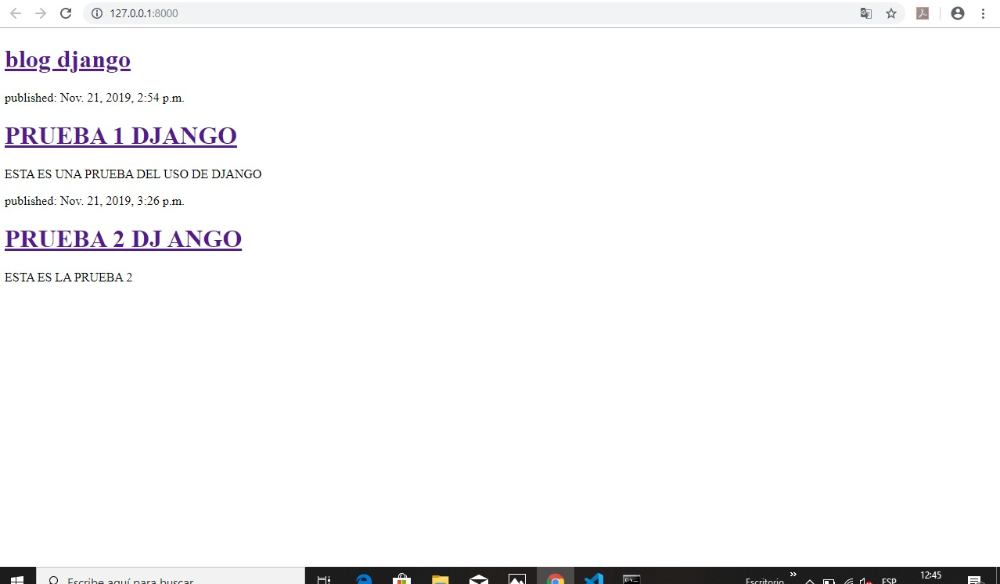 127.0.0.1:8000
blog django
published: Nov. 21, 2019, 2:54 p.m.
PRUEBA 1 DJANGO
ESTA ES UNA PRUEBA DEL USO DE DJANGO
published: Nov. 21, 2019, 3:26 p.m.
PRUEBA 2 DJ ANGO
ESTA ES LA PRUEBA 2
Escribe aquí para buscar
Escritorio
»
ESP
12:45